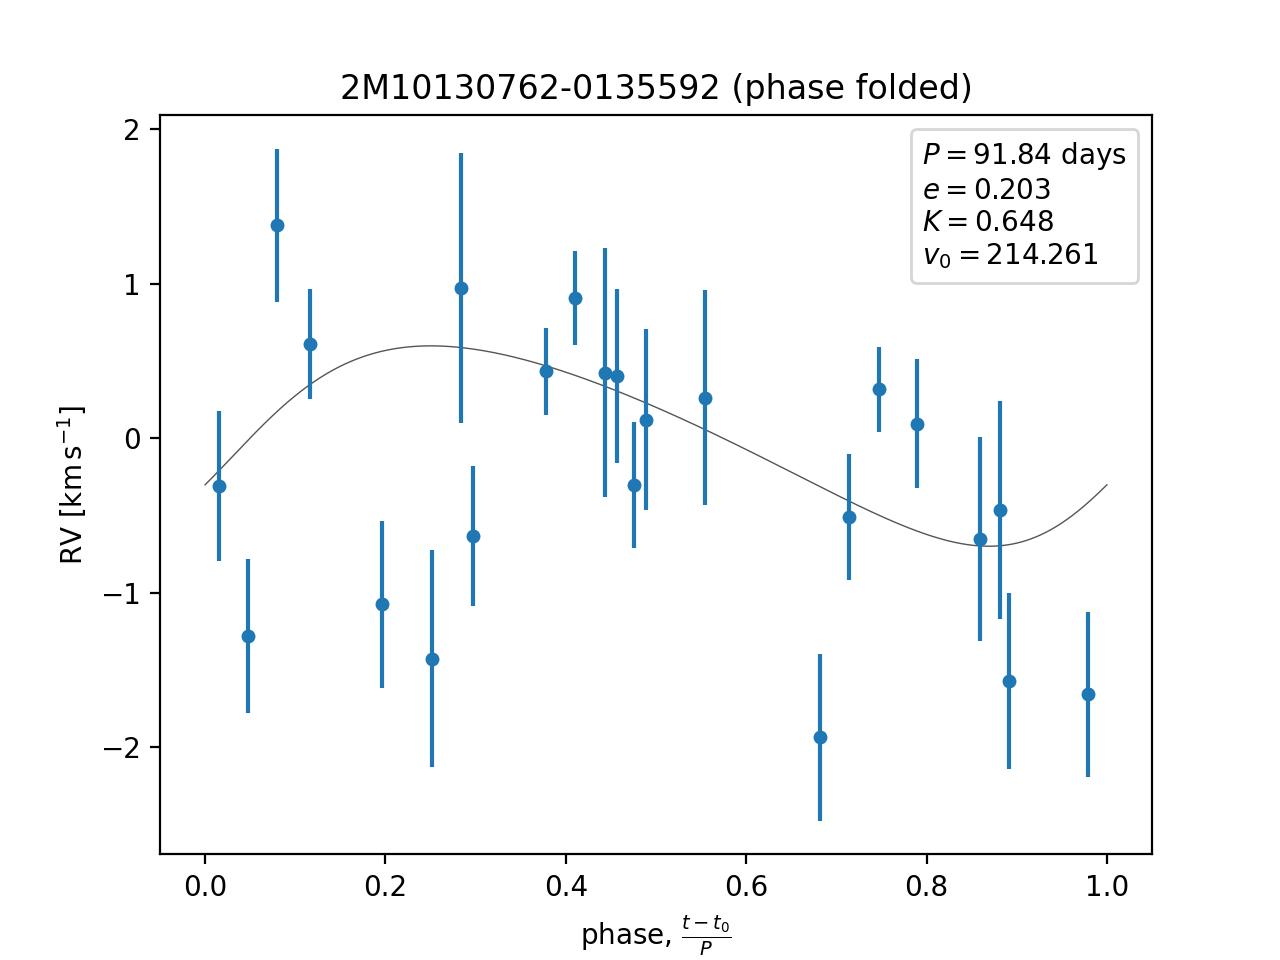 2M10130762-0135592 (phase folded)
P = 91.84 days
e = 0.203
K = 0.648
v₀ = 214.261
2
1
0
−1
−2
RV [km s⁻¹]
0.0 0.2 0.4 0.6 0.8 1.0
phase, (t − t₀)/P